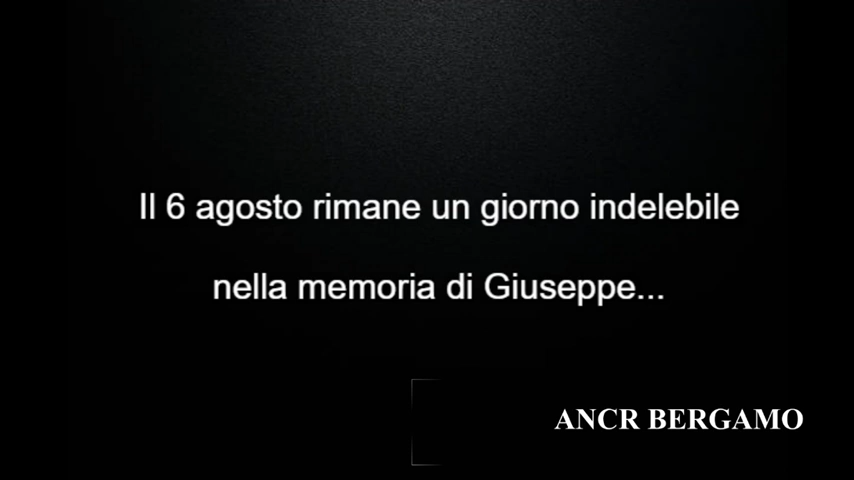 Il 6 agosto rimane un giorno indelebile
nella memoria di Giuseppe...
ANCR BERGAMO